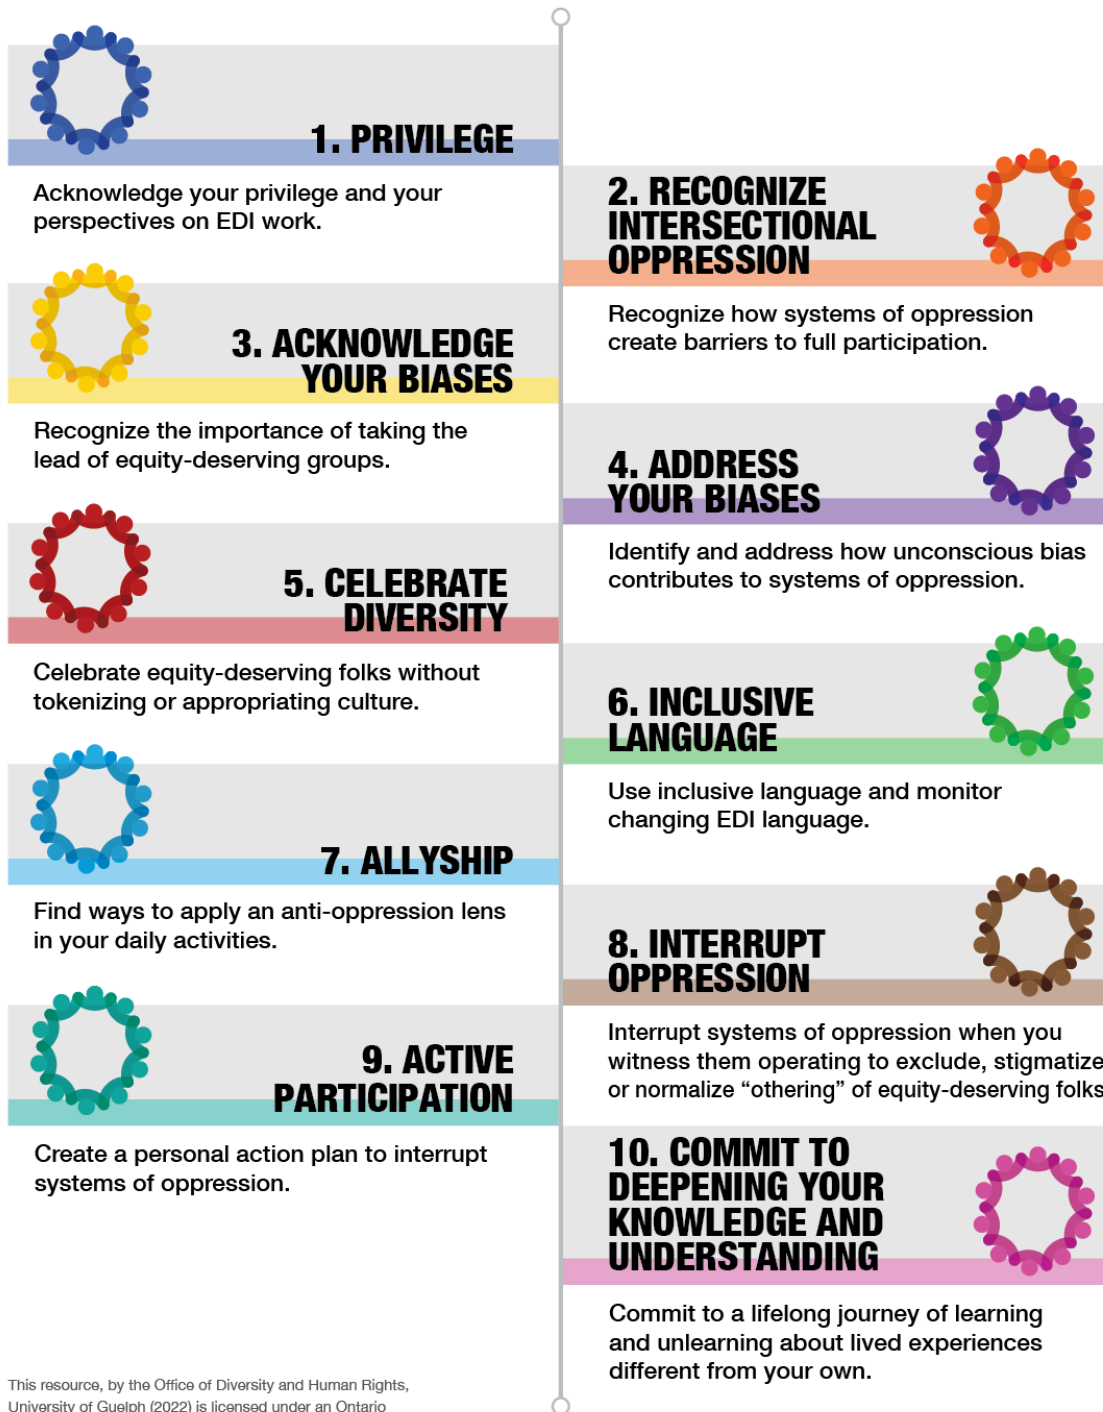 1. PRIVILEGE
Acknowledge your privilege and your
perspectives on EDI work.
2. RECOGNIZE
INTERSECTIONAL
OPPRESSION
Recognize how systems of oppression
create barriers to full participation.
3. ACKNOWLEDGE
YOUR BIASES
Recognize the importance of taking the
lead of equity-deserving groups.
4. ADDRESS
YOUR BIASES
Identify and address how unconscious bias
contributes to systems of oppression.
5. CELEBRATE
DIVERSITY
Celebrate equity-deserving folks without
tokenizing or appropriating culture.
6. INCLUSIVE
LANGUAGE
Use inclusive language and monitor
changing EDI language.
7. ALLYSHIP
Find ways to apply an anti-oppression lens
in your daily activities.
8. INTERRUPT
OPPRESSION
Interrupt systems of oppression when you
witness them operating to exclude, stigmatize
or normalize “othering” of equity-deserving folks
9. ACTIVE
PARTICIPATION
Create a personal action plan to interrupt
systems of oppression.
10. COMMIT TO
DEEPENING YOUR
KNOWLEDGE AND
UNDERSTANDING
Commit to a lifelong journey of learning
and unlearning about lived experiences
different from your own.
This resource, by the Office of Diversity and Human Rights,
University of Guelph (2022) is licensed under an Ontario